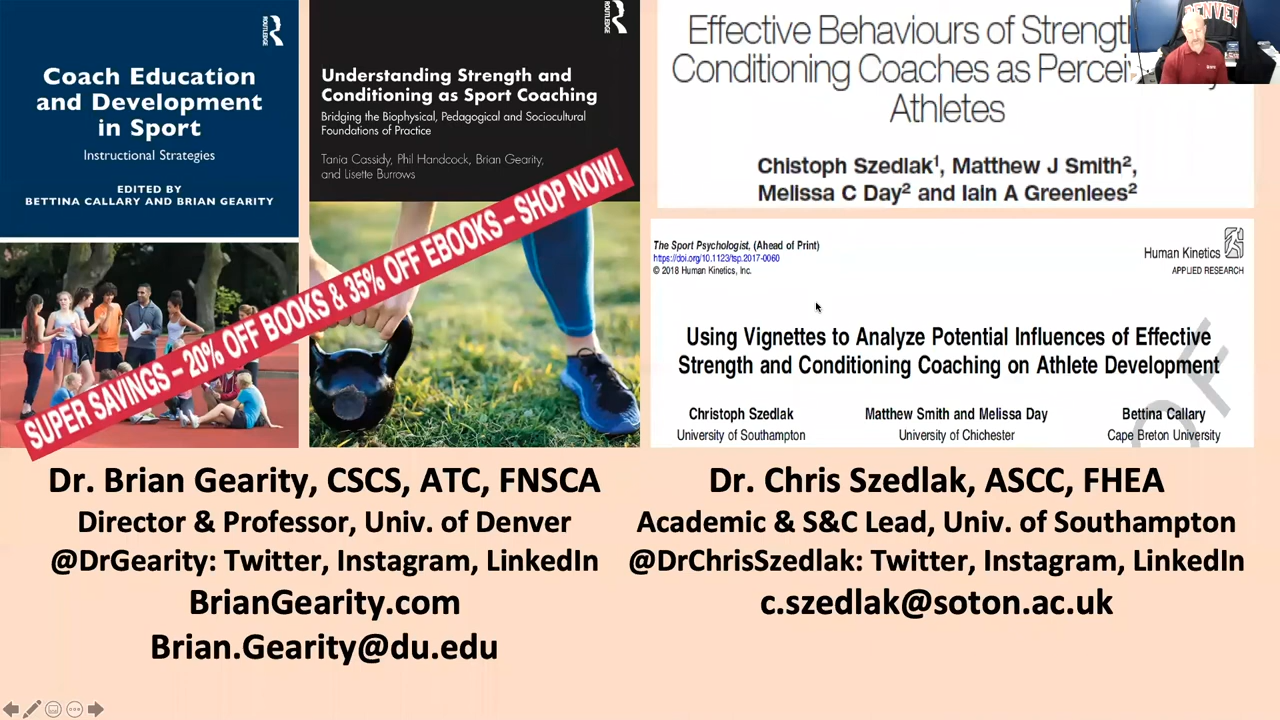 ROUTLEDGE
Coach Education
and Development
in Sport
Instructional Strategies
EDITED BY
BETTINA CALLARY AND BRIAN GEARITY
ROUTLEDGE
Understanding Strength and
Conditioning as Sport Coaching
Bridging the Biophysical, Pedagogical and Sociocultural
Foundations of Practice
Tania Cassidy, Phil Handcock, Brian Gearity,
and Lisette Burrows
SUPER SAVINGS – 20% OFF BOOKS & 35% OFF EBOOKS – SHOP NOW!
Effective Behaviours of Strengt
Conditioning Coaches as Percei
Athletes
Chistoph Szedlak¹, Matthew J Smith²,
Melissa C Day² and Iain A Greenlees²
DENVER
The Sport Psychologist, (Ahead of Print)
https://doi.org/10.1123/tsp.2017-0060
© 2018 Human Kinetics, Inc.
Human Kinetics
APPLIED RESEARCH
Using Vignettes to Analyze Potential Influences of Effective
Strength and Conditioning Coaching on Athlete Development
Christoph Szedlak Matthew Smith and Melissa Day Bettina Callary
University of Southampton University of Chichester Cape Breton University
Dr. Brian Gearity, CSCS, ATC, FNSCA
Director & Professor, Univ. of Denver
@DrGearity: Twitter, Instagram, LinkedIn
BrianGearity.com
Brian.Gearity@du.edu
Dr. Chris Szedlak, ASCC, FHEA
Academic & S&C Lead, Univ. of Southampton
@DrChrisSzedlak: Twitter, Instagram, LinkedIn
c.szedlak@soton.ac.uk